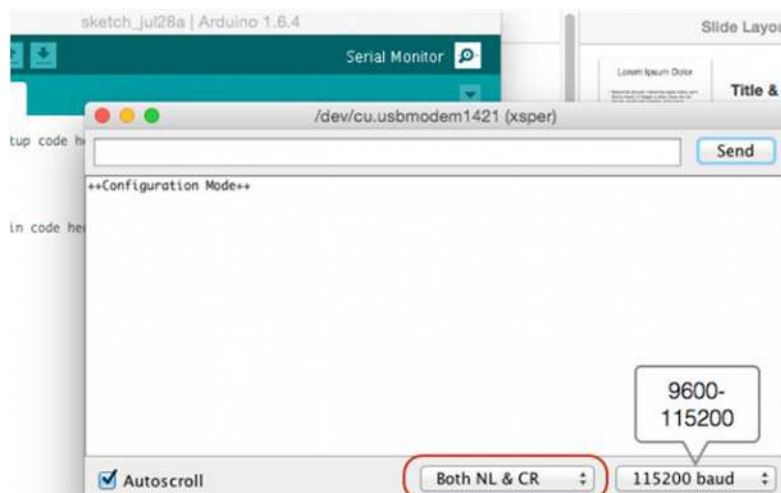 sketch_jul28a | Arduino 1.6.4
Slide Layou
Serial Monitor
Lorem Ipsum Dolor
Title &
/dev/cu.usbmodem1421 (xsper)
tup code h
Send
++Configuration Mode++
in code he
9600-
115200
Autoscroll
Both NL & CR
115200 baud